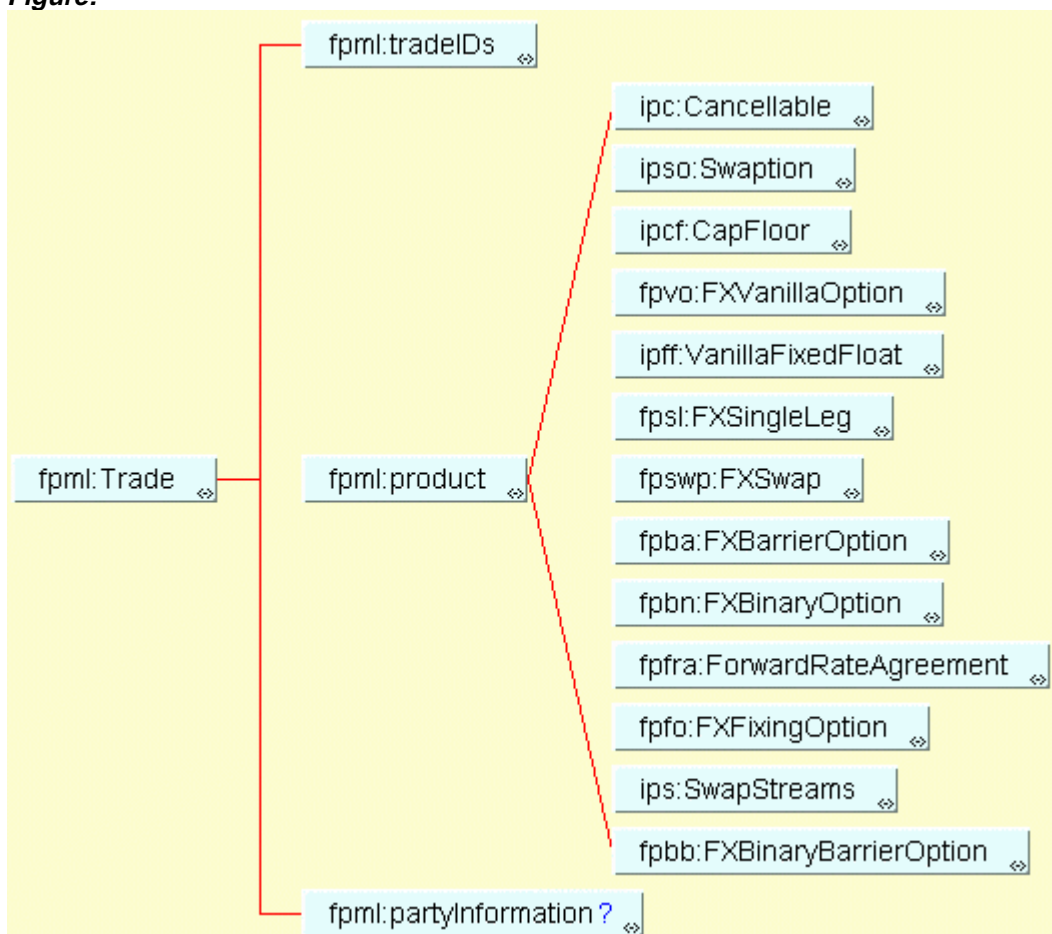 Figure:
fpml:tradeIDs
ipc:Cancellable
ipso:Swaption
ipcf:CapFloor
fpvo:FXVanillaOption
ipff:VanillaFixedFloat
fpsl:FXSingleLeg
fpml:Trade
fpml:product
fpswp:FXSwap
fpba:FXBarrierOption
fpbn:FXBinaryOption
fpfra:ForwardRateAgreement
fpfo:FXFixingOption
ips:SwapStreams
fpbb:FXBinaryBarrierOption
fpml:partyInformation?